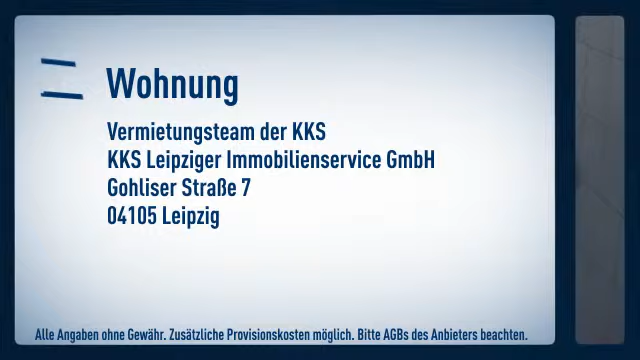 Wohnung
Vermietungsteam der KKS
KKS Leipziger Immobilienservice GmbH
Gohliser Straße 7
04105 Leipzig
Alle Angaben ohne Gewähr. Zusätzliche Provisionskosten möglich. Bitte AGBs des Anbieters beachten.